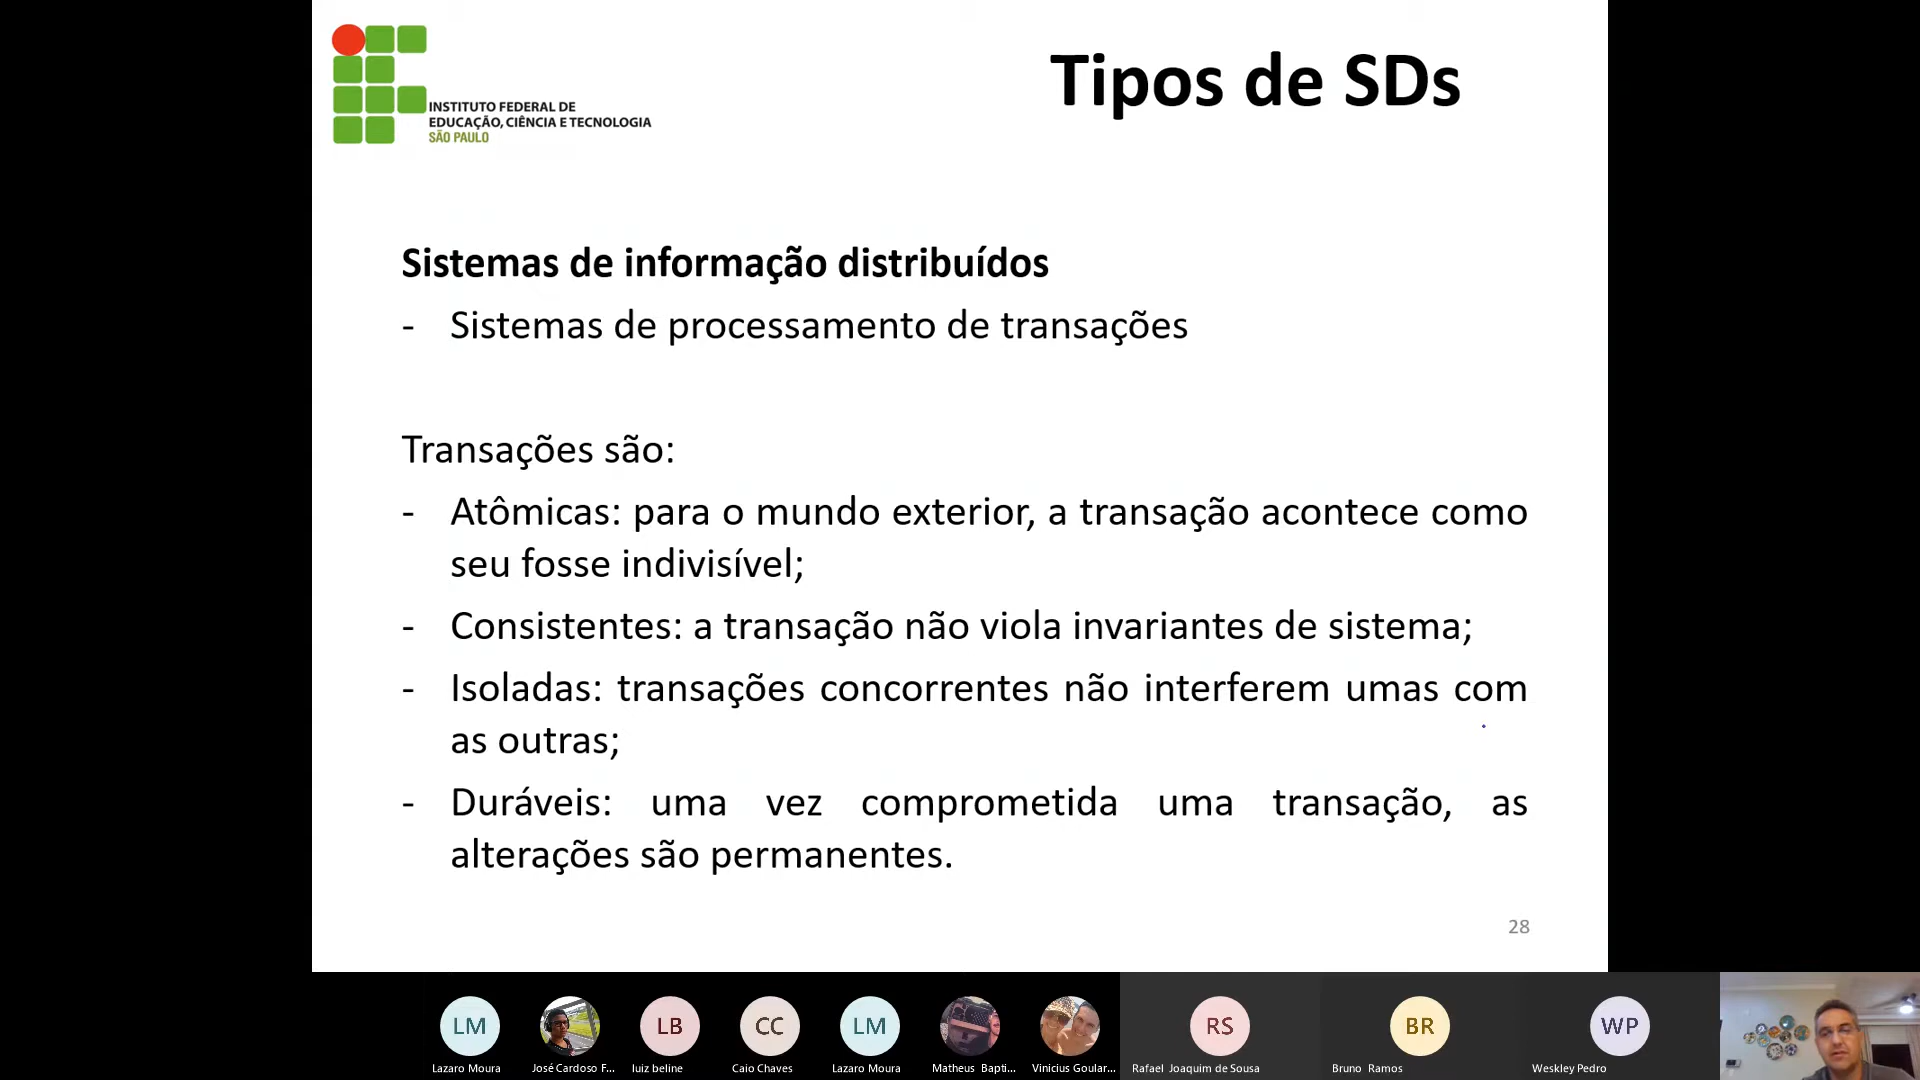 INSTITUTO FEDERAL DE
EDUCAÇÃO, CIÊNCIA E TECNOLOGIA
SÃO PAULO
Tipos de SDs
Sistemas de informação distribuídos
- Sistemas de processamento de transações
Transações são:
- Atômicas: para o mundo exterior, a transação acontece como
seu fosse indivisível;
- Consistentes: a transação não viola invariantes de sistema;
- Isoladas: transações concorrentes não interferem umas com
as outras;
- Duráveis: uma vez comprometida uma transação, as
alterações são permanentes.
28
LM LB CC LM RS BR WP
Lazaro Moura José Cardoso F... luiz beline Caio Chaves Lazaro Moura Matheus Bapti... Vinicius Goular... Rafael Joaquim de Sousa Bruno Ramos Weskley Pedro